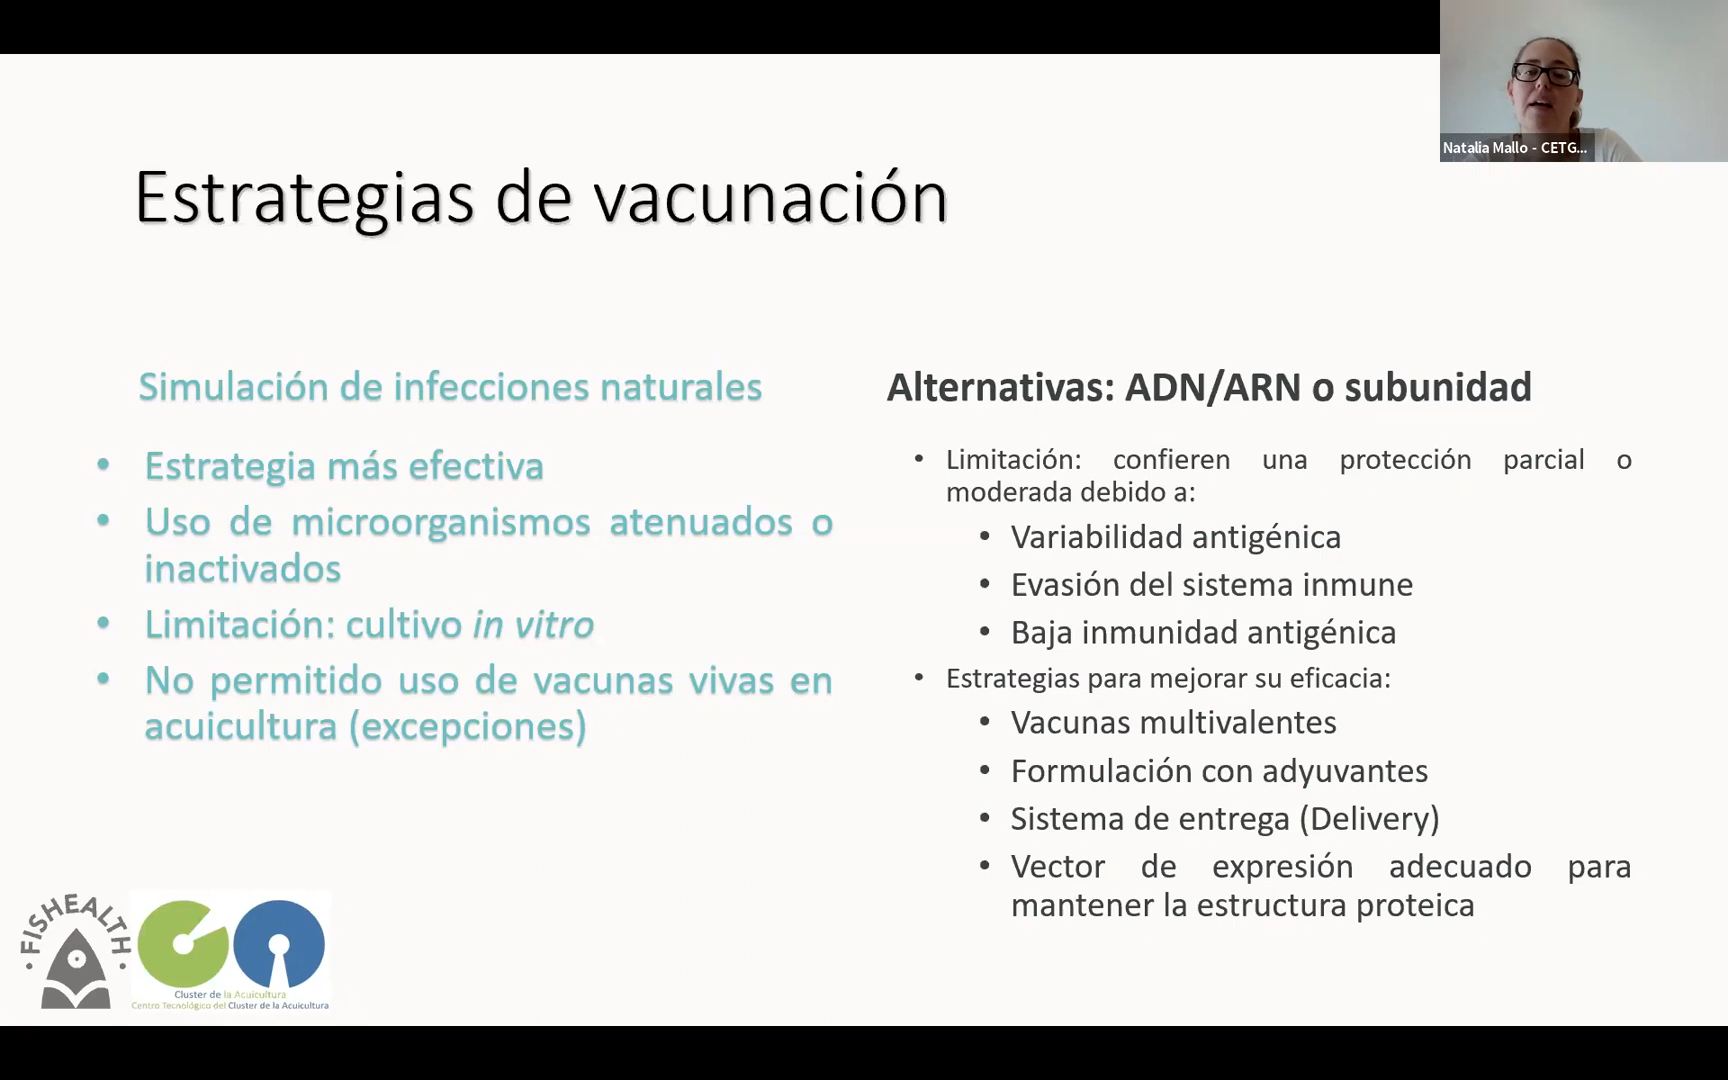 Natalia Mallo - CETG...
Estrategias de vacunación
Simulación de infecciones naturales
• Estrategia más efectiva
• Uso de microorganismos atenuados o
inactivados
• Limitación: cultivo in vitro
• No permitido uso de vacunas vivas en
acuicultura (excepciones)
Alternativas: ADN/ARN o subunidad
• Limitación: confieren una protección parcial o
moderada debido a:
• Variabilidad antigénica
• Evasión del sistema inmune
• Baja inmunidad antigénica
• Estrategias para mejorar su eficacia:
• Vacunas multivalentes
• Formulación con adyuvantes
• Sistema de entrega (Delivery)
• Vector de expresión adecuado para
mantener la estructura proteica
• FISHEALTH •
Cluster de la Acuicultura
Centro Tecnológico del Cluster de la Acuicultura